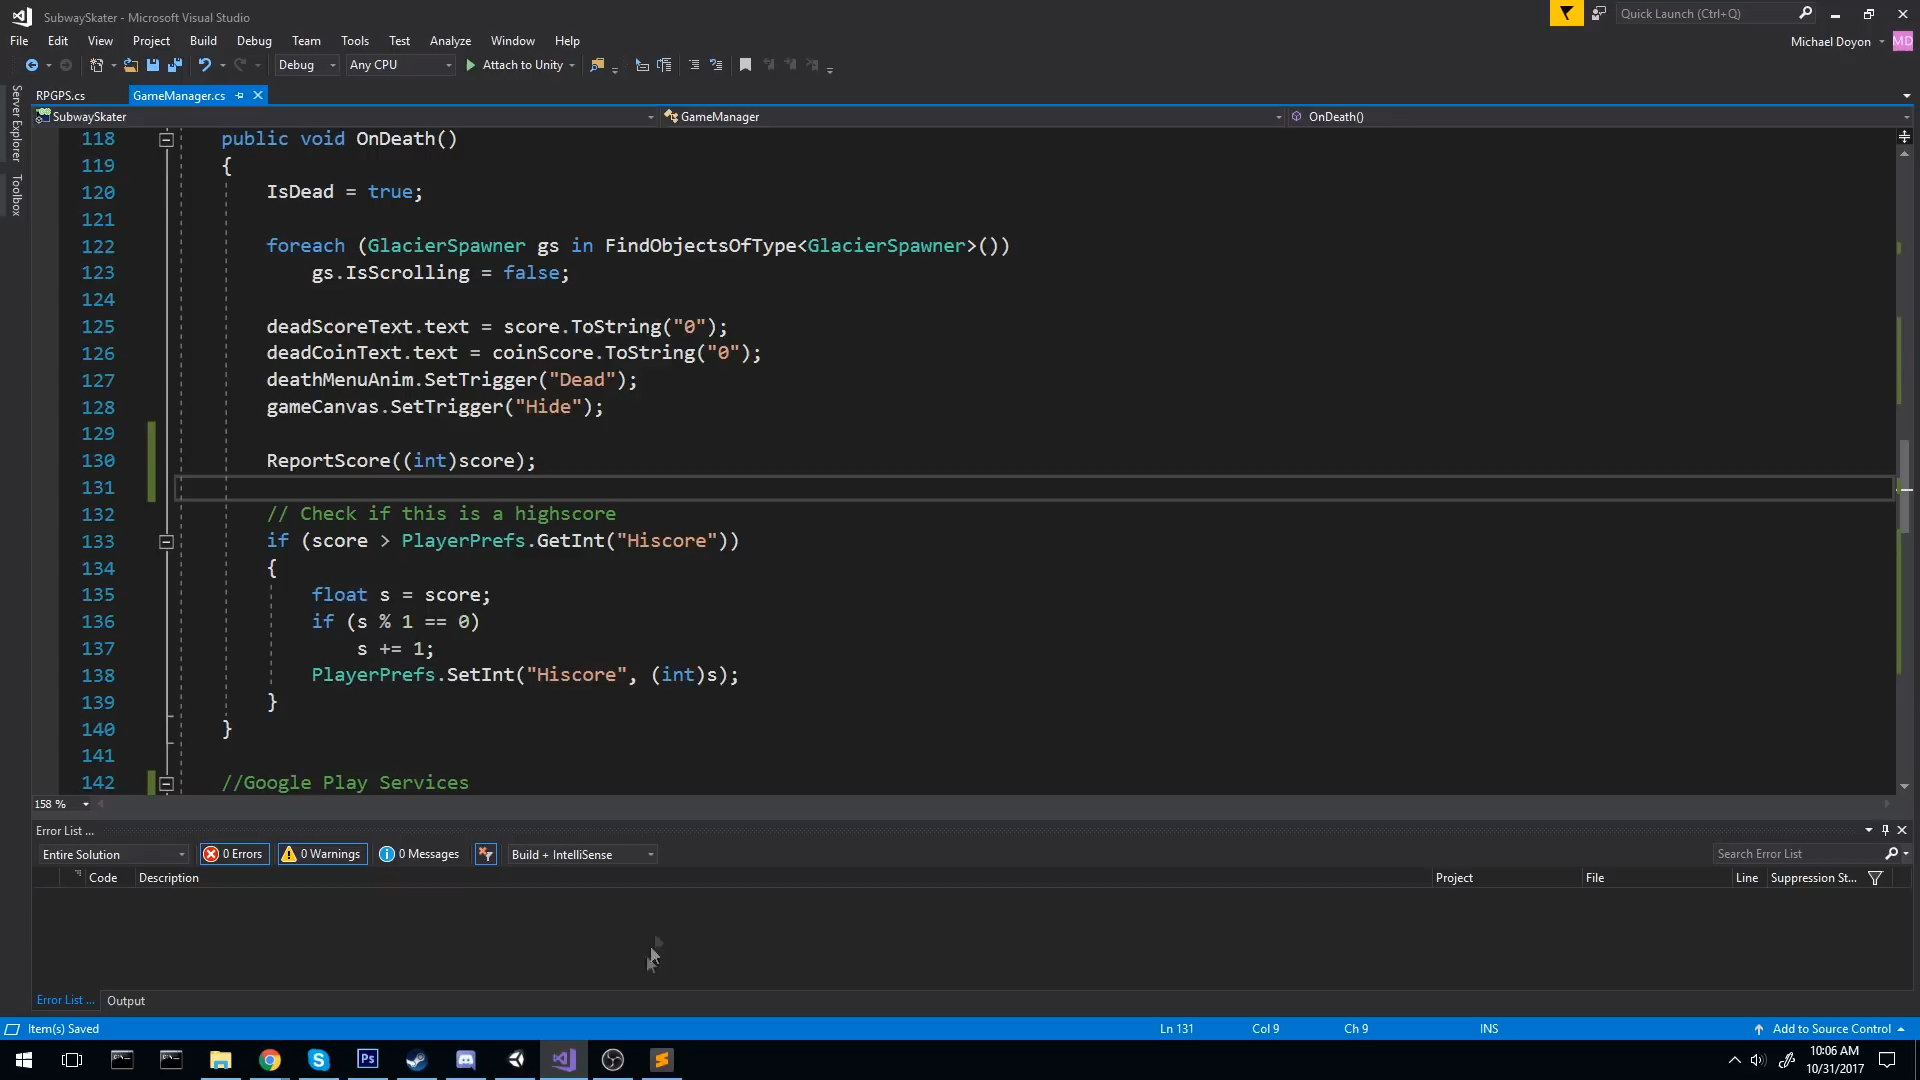 SubwaySkater - Microsoft Visual Studio
Quick Launch (Ctrl+Q)
File Edit View Project Build Debug Team Tools Test Analyze Window Help
Michael Doyon MD
Debug Any CPU Attach to Unity
RPGPS.cs GameManager.cs
SubwaySkater GameManager OnDeath()
Server Explorer
Toolbox
118 public void OnDeath()
119 {
120 IsDead = true;
121
122 foreach (GlacierSpawner gs in FindObjectsOfType<GlacierSpawner>())
123 gs.IsScrolling = false;
124
125 deadScoreText.text = score.ToString("0");
126 deadCoinText.text = coinScore.ToString("0");
127 deathMenuAnim.SetTrigger("Dead");
128 gameCanvas.SetTrigger("Hide");
129
130 ReportScore((int)score);
131
132 // Check if this is a highscore
133 if (score > PlayerPrefs.GetInt("Hiscore"))
134 {
135 float s = score;
136 if (s % 1 == 0)
137 s += 1;
138 PlayerPrefs.SetInt("Hiscore", (int)s);
139 }
140 }
141
142 //Google Play Services
158 %
Error List ...
Entire Solution 0 Errors 0 Warnings 0 Messages Build + IntelliSense Search Error List
Code Description Project File Line Suppression St...
Error List ... Output
Item(s) Saved Ln 131 Col 9 Ch 9 INS Add to Source Control
Ps
10:06 AM
10/31/2017